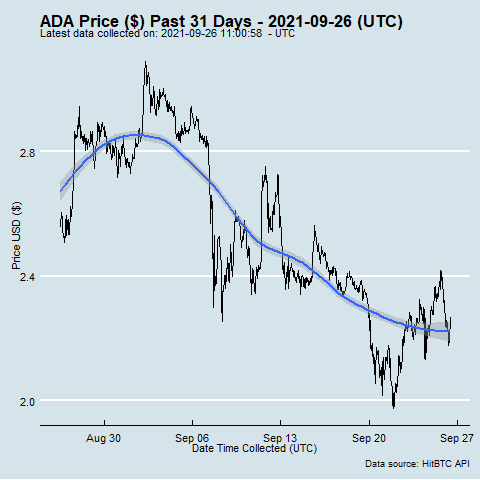 ADA Price ($) Past 31 Days - 2021-09-26 (UTC)
Latest data collected on: 2021-09-26 11:00:58 - UTC
Price USD ($)
2.8
2.4
2.0
Aug 30 Sep 06 Sep 13 Sep 20 Sep 27
Date Time Collected (UTC)
Data source: HitBTC API